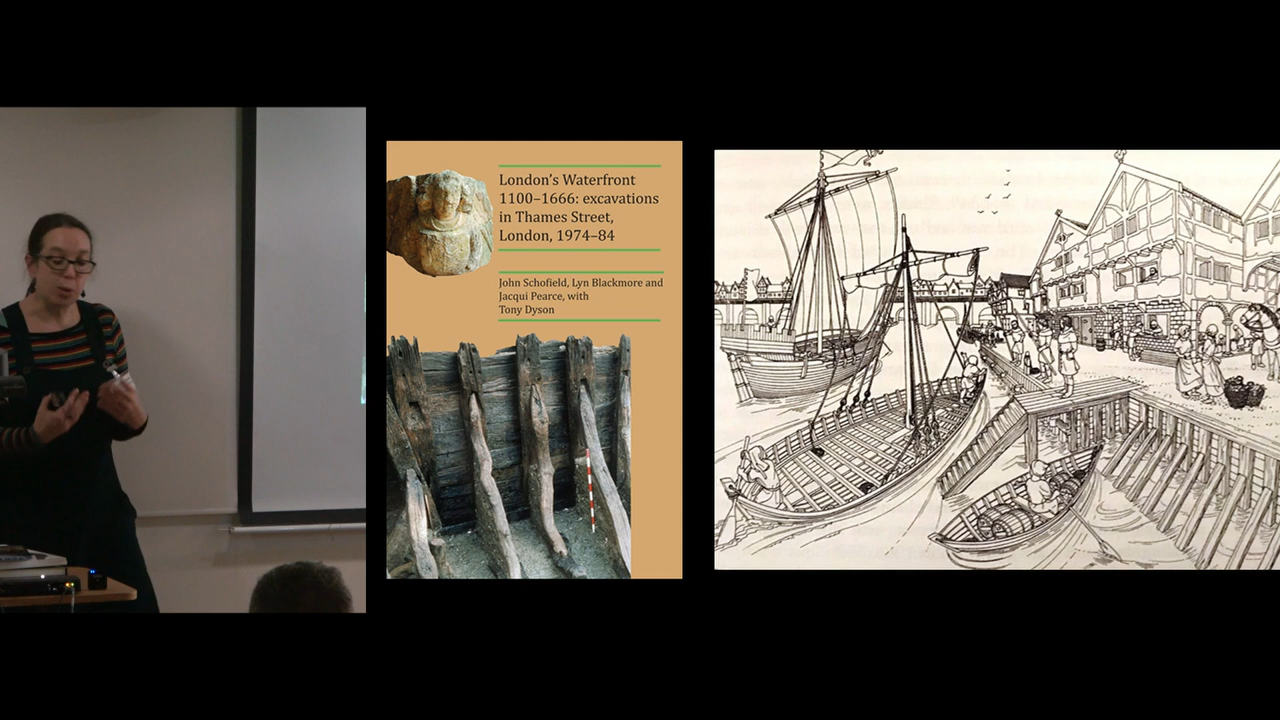 London's Waterfront
1100–1666: excavations
in Thames Street,
London, 1974–84
John Schofield, Lyn Blackmore and
Jacqui Pearce, with
Tony Dyson